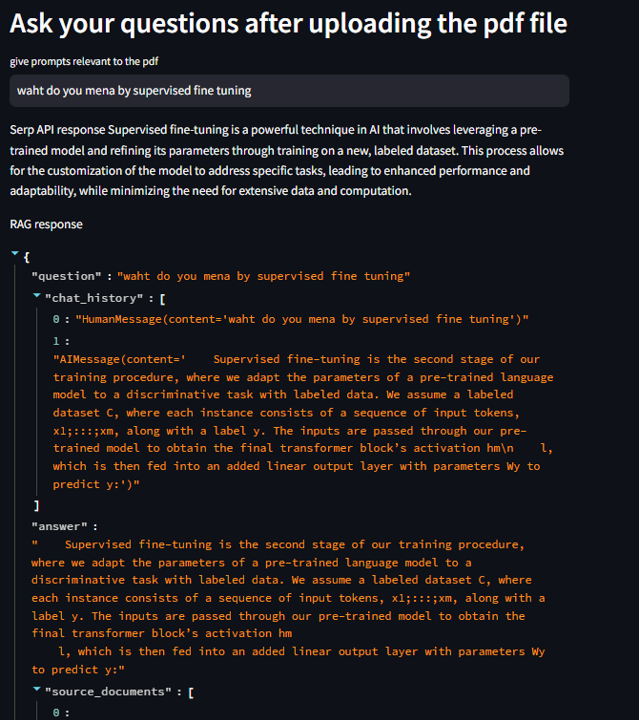 Ask your questions after uploading the pdf file
give prompts relevant to the pdf
waht do you mena by supervised fine tuning
Serp API response Supervised fine-tuning is a powerful technique in AI that involves leveraging a pre-
trained model and refining its parameters through training on a new, labeled dataset. This process allows
for the customization of the model to address specific tasks, leading to enhanced performance and
adaptability, while minimizing the need for extensive data and computation.
RAG response
{
"question" : "waht do you mena by supervised fine tuning"
"chat_history" : [
0 : "HumanMessage(content='waht do you mena by supervised fine tuning')"
1 :
"AIMessage(content='    Supervised fine-tuning is the second stage of our
training procedure, where we adapt the parameters of a pre-trained language
model to a discriminative task with labeled data. We assume a labeled
dataset C, where each instance consists of a sequence of input tokens,
x1;:::;xm, along with a label y. The inputs are passed through our pre-
trained model to obtain the final transformer block’s activation hm\n    l,
which is then fed into an added linear output layer with parameters Wy to
predict y:')"
]
"answer" :
"    Supervised fine-tuning is the second stage of our training procedure,
where we adapt the parameters of a pre-trained language model to a
discriminative task with labeled data. We assume a labeled dataset C, where
each instance consists of a sequence of input tokens, x1;:::;xm, along with a
label y. The inputs are passed through our pre-trained model to obtain the
final transformer block’s activation hm
l, which is then fed into an added linear output layer with parameters Wy
to predict y:"
"source_documents" : [
0 :